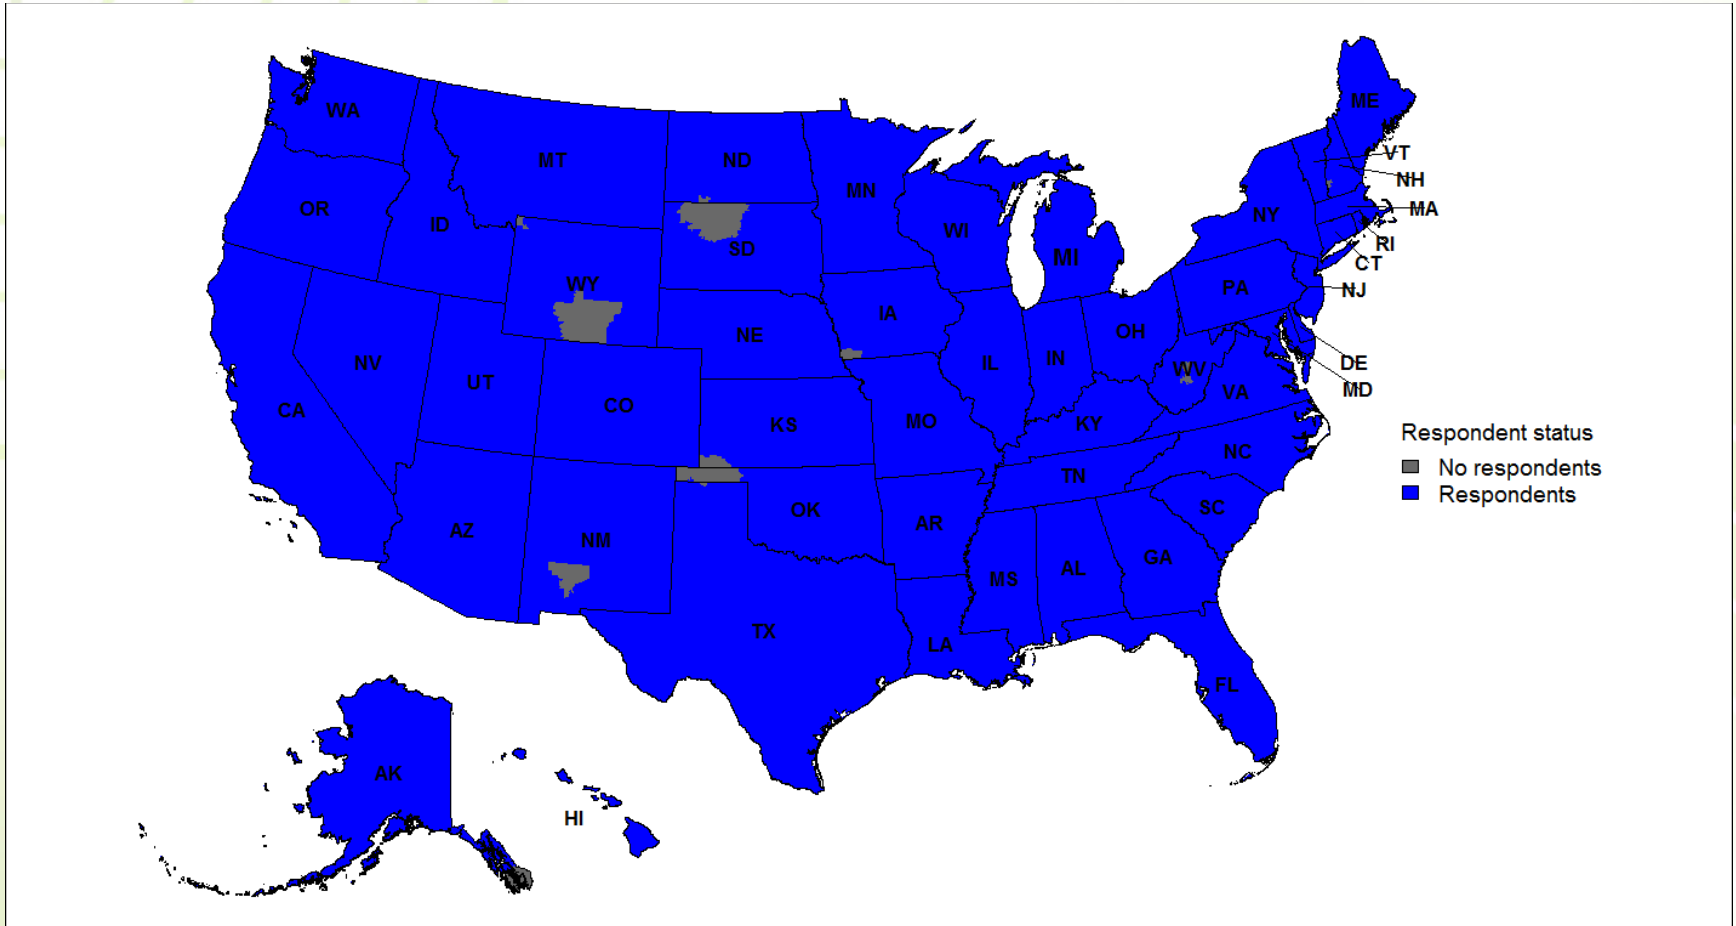 WA
MT
ND
MN
ME
VT
NH
MA
RI
CT
NJ
OR
ID
SD
WI
MI
NY
WY
PA
NE
IA
OH
NV
UT
CO
IL
IN
WV
DE
MD
CA
KS
MO
KY
VA
NC
TN
Respondent status
No respondents
Respondents
AZ
NM
OK
AR
SC
MS
AL
GA
TX
LA
FL
AK
HI